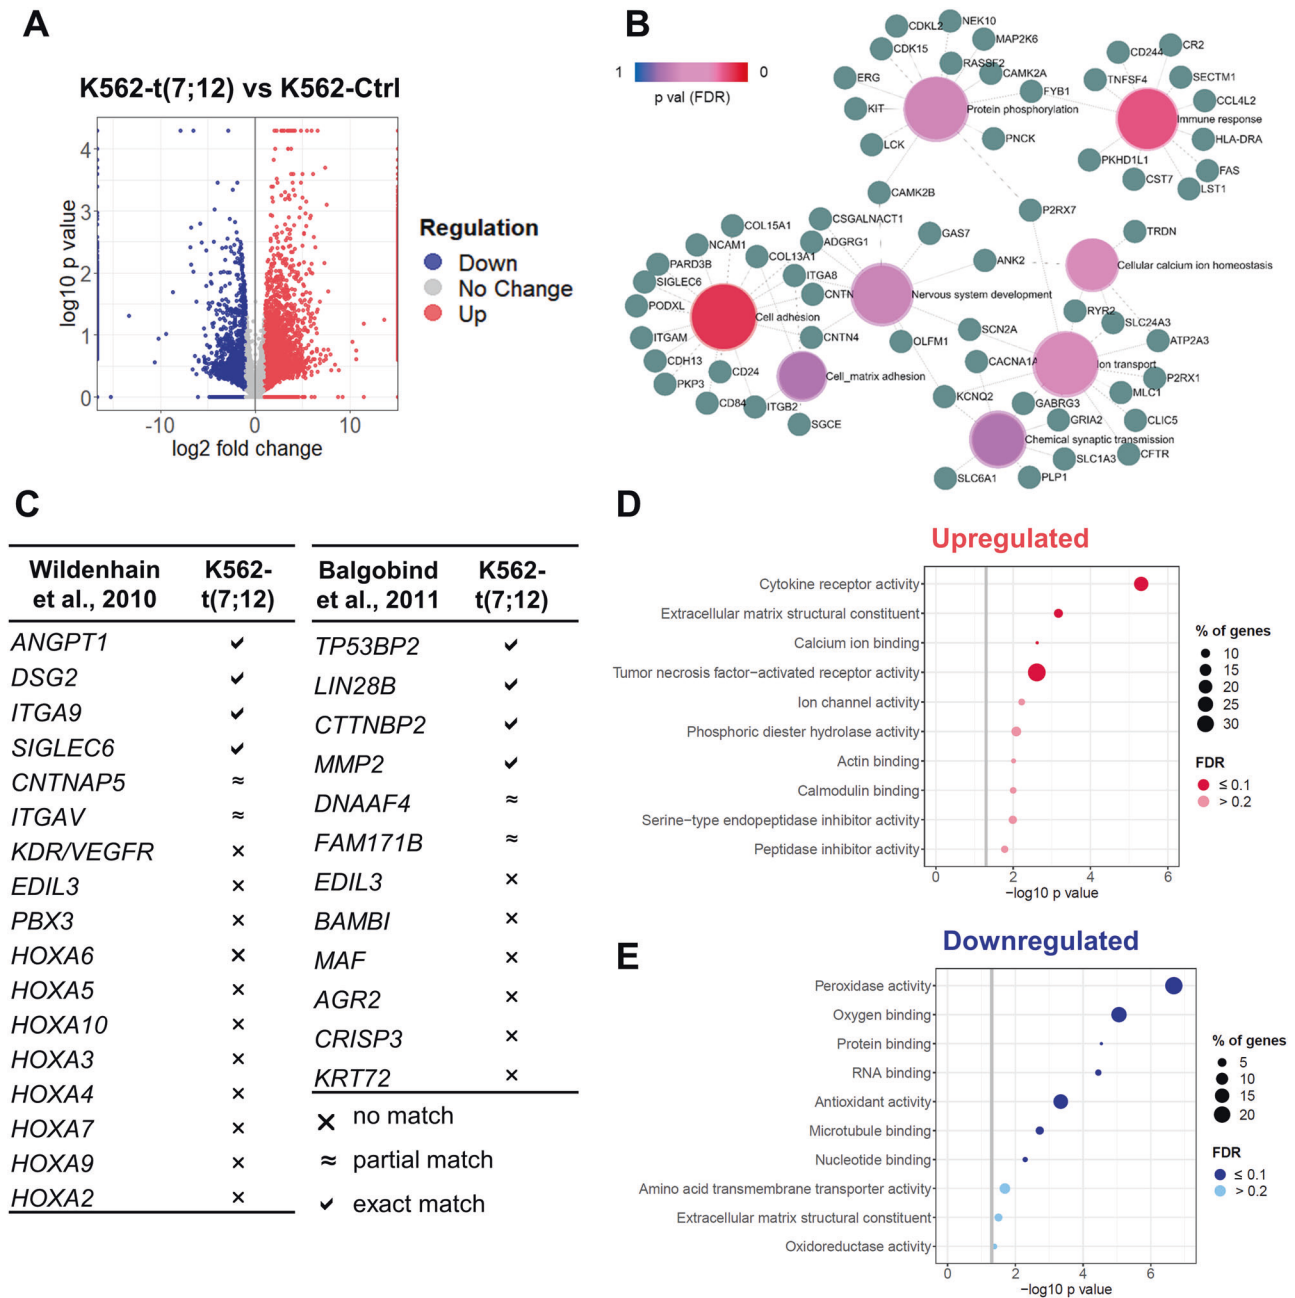 A
K562-t(7;12) vs K562-Ctrl
log10 p value
4
3
2
1
0
-10
0
10
log2 fold change
Regulation
Down
No Change
Up
B
1
0
p val (FDR)
CDKL2
NEK10
MAP2K6
CDK15
RASSF2
CAMK2A
ERG
FYB1
KIT
Protein phosphorylation
PNCK
LCK
CAMK2B
P2RX7
CD244
CR2
TNFSF4
SECTM1
CCL4L2
Immune response
HLA-DRA
PKHD1L1
FAS
CST7
LST1
COL15A1
CSGALNACT1
NCAM1
ADGRG1
GAS7
COL13A1
PARD3B
ITGA8
ANK2
SIGLEC6
CNTN
Nervous system development
PODXL
Cell adhesion
ITGAM
CNTN4
OLFM1
CDH13
CD24
Cell_matrix adhesion
PKP3
CD84
ITGB2
SGCE
TRDN
Cellular calcium ion homeostasis
RYR2
SLC24A3
SCN2A
ATP2A3
CACNA1A
Ion transport
P2RX1
KCNQ2
MLC1
GABRG3
GRIA2
CLIC5
Chemical synaptic transmission
SLC1A3
CFTR
SLC6A1
PLP1
C
Wildenhain
et al., 2010
K562-
t(7;12)
ANGPT1 ✔
DSG2 ✔
ITGA9 ✔
SIGLEC6 ✔
CNTNAP5 ≈
ITGAV ≈
KDR/VEGFR ×
EDIL3 ×
PBX3 ×
HOXA6 ×
HOXA5 ×
HOXA10 ×
HOXA3 ×
HOXA4 ×
HOXA7 ×
HOXA9 ×
HOXA2 ×
Balgobind
et al., 2011
K562-
t(7;12)
TP53BP2 ✔
LIN28B ✔
CTTNBP2 ✔
MMP2 ✔
DNAAF4 ≈
FAM171B ≈
EDIL3 ×
BAMBI ×
MAF ×
AGR2 ×
CRISP3 ×
KRT72 ×
× no match
≈ partial match
✔ exact match
D
Upregulated
Cytokine receptor activity
Extracellular matrix structural constituent
Calcium ion binding
Tumor necrosis factor−activated receptor activity
Ion channel activity
Phosphoric diester hydrolase activity
Actin binding
Calmodulin binding
Serine−type endopeptidase inhibitor activity
Peptidase inhibitor activity
0
2
4
6
−log10 p value
% of genes
10
15
20
25
30
FDR
≤ 0.1
> 0.2
E
Downregulated
Peroxidase activity
Oxygen binding
Protein binding
RNA binding
Antioxidant activity
Microtubule binding
Nucleotide binding
Amino acid transmembrane transporter activity
Extracellular matrix structural constituent
Oxidoreductase activity
0
2
4
6
−log10 p value
% of genes
5
10
15
20
FDR
≤ 0.1
> 0.2